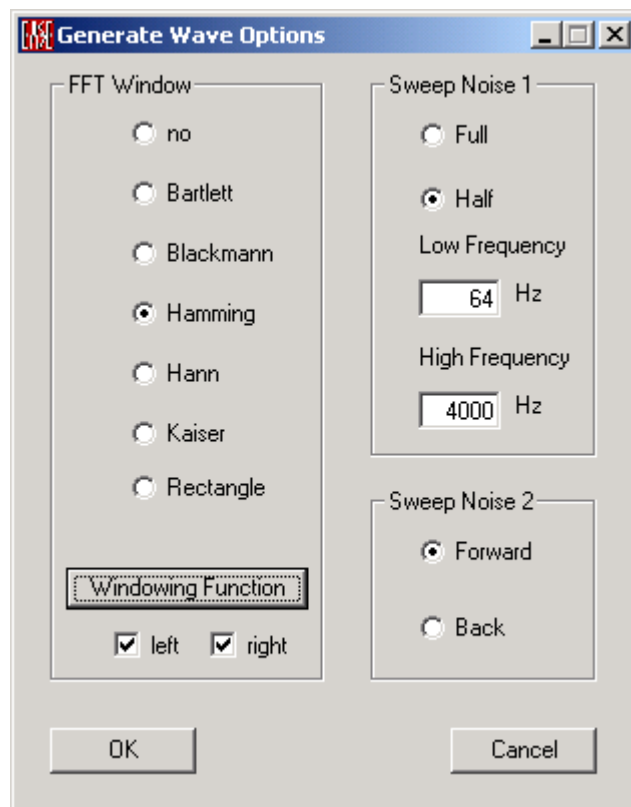 Generate Wave Options
FFT Window
no
Bartlett
Blackmann
Hamming
Hann
Kaiser
Rectangle
Windowing Function
left right
Sweep Noise 1
Full
Half
Low Frequency
64 Hz
High Frequency
4000 Hz
Sweep Noise 2
Forward
Back
OK
Cancel